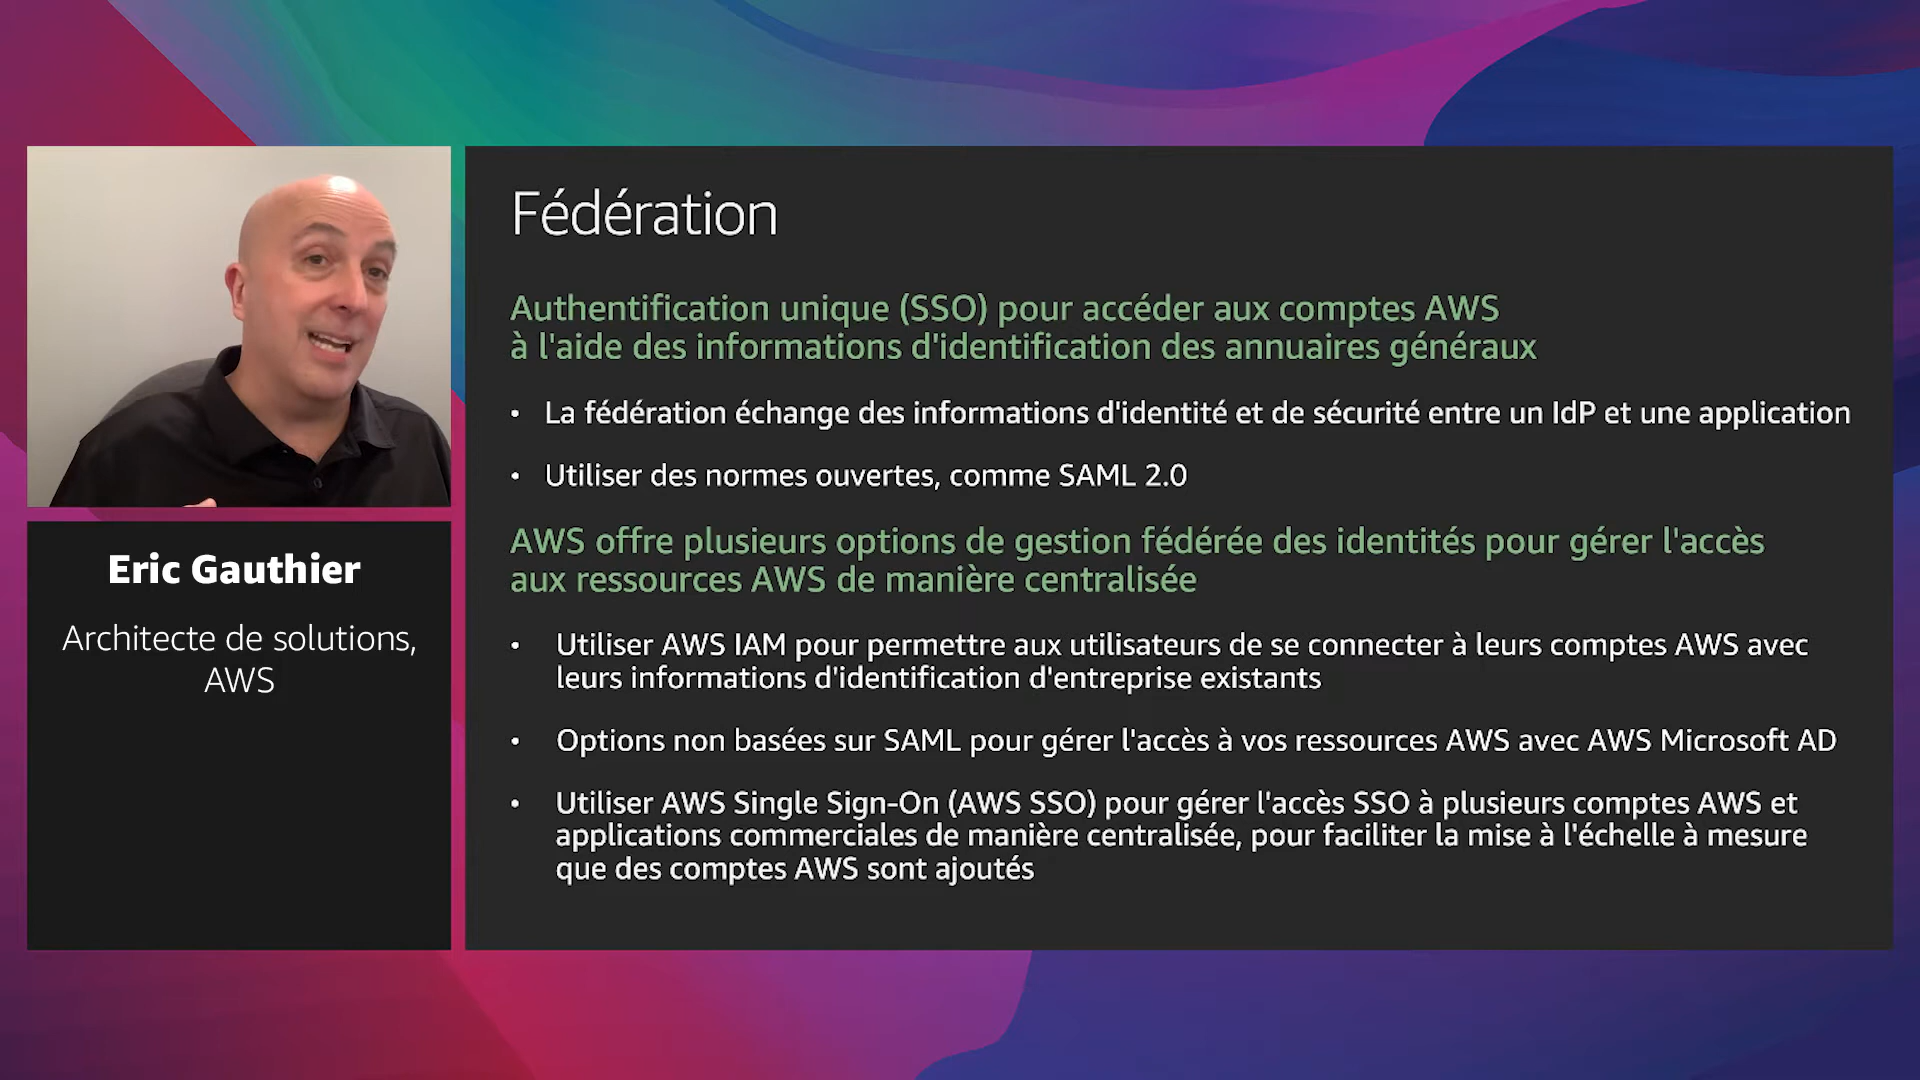 Fédération
Authentification unique (SSO) pour accéder aux comptes AWS
à l'aide des informations d'identification des annuaires généraux
• La fédération échange des informations d'identité et de sécurité entre un IdP et une application
• Utiliser des normes ouvertes, comme SAML 2.0
AWS offre plusieurs options de gestion fédérée des identités pour gérer l'accès
aux ressources AWS de manière centralisée
• Utiliser AWS IAM pour permettre aux utilisateurs de se connecter à leurs comptes AWS avec
leurs informations d'identification d'entreprise existants
• Options non basées sur SAML pour gérer l'accès à vos ressources AWS avec AWS Microsoft AD
• Utiliser AWS Single Sign-On (AWS SSO) pour gérer l'accès SSO à plusieurs comptes AWS et
applications commerciales de manière centralisée, pour faciliter la mise à l'échelle à mesure
que des comptes AWS sont ajoutés
Eric Gauthier
Architecte de solutions,
AWS